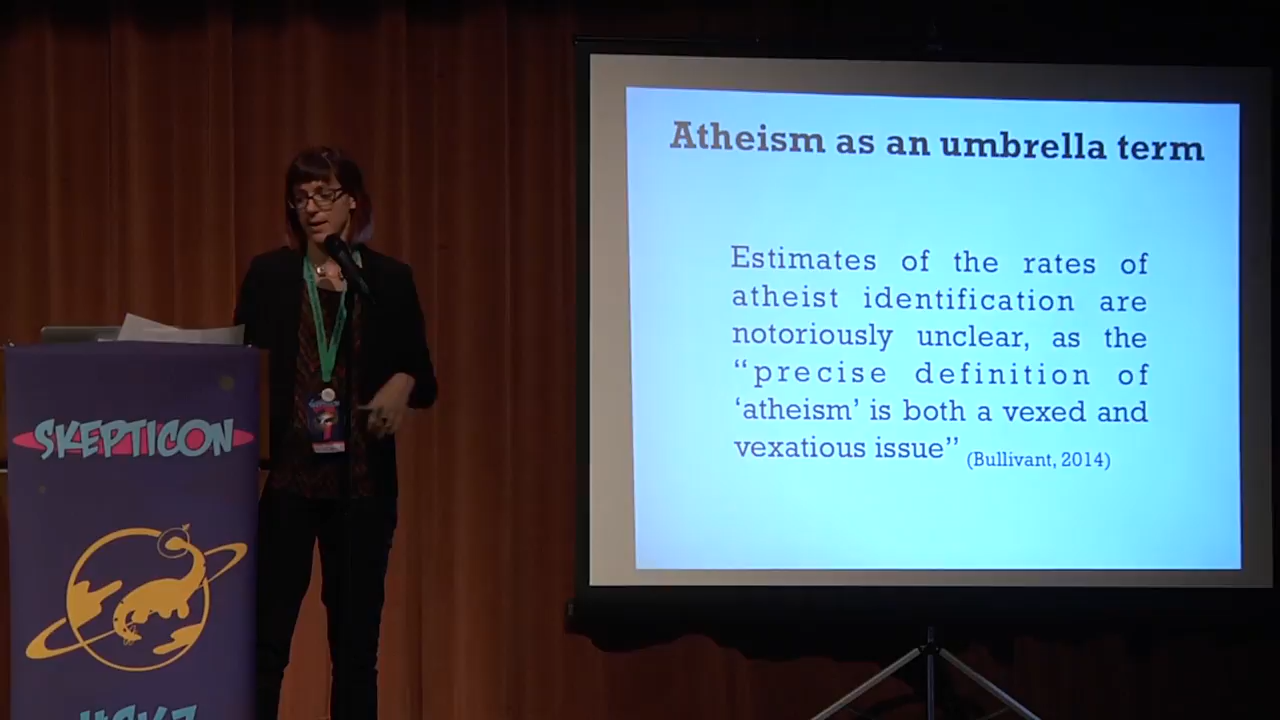 Atheism as an umbrella term
Estimates of the rates of
atheist identification are
notoriously unclear, as the
“precise definition of
‘atheism’ is both a vexed and
vexatious issue” (Bullivant, 2014)
SKEPTICON